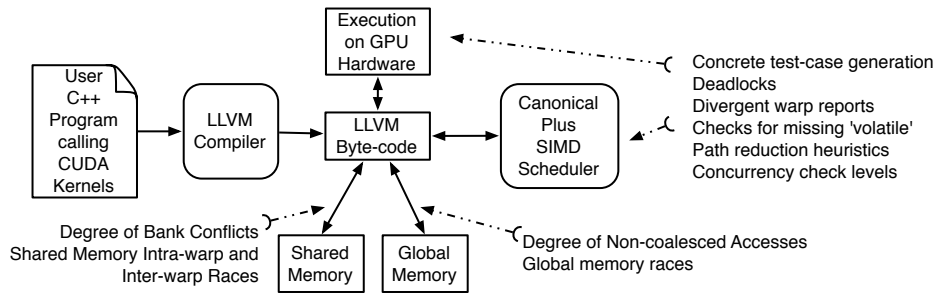 Execution
on GPU
Hardware
User
C++
Program
calling
CUDA
Kernels
LLVM
Compiler
LLVM
Byte-code
Canonical
Plus
SIMD
Scheduler
Concrete test-case generation
Deadlocks
Divergent warp reports
Checks for missing 'volatile'
Path reduction heuristics
Concurrency check levels
Degree of Bank Conflicts
Shared Memory Intra-warp and
Inter-warp Races
Shared
Memory
Global
Memory
Degree of Non-coalesced Accesses
Global memory races